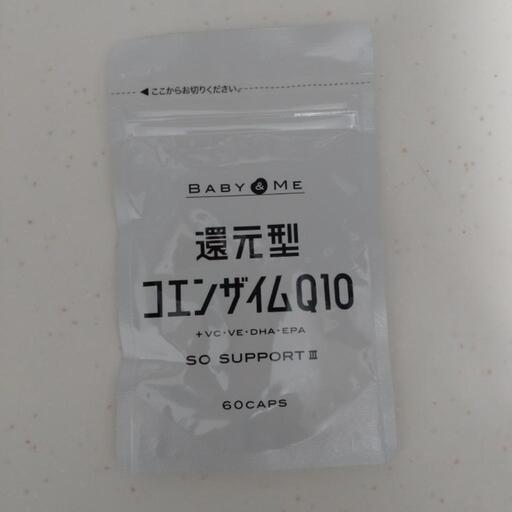 ◀ここからお切りください。
BABY & ME
還元型
コエンザイムQ10
+VC・VE・DHA・EPA
SO SUPPORT Ⅲ
60CAPS